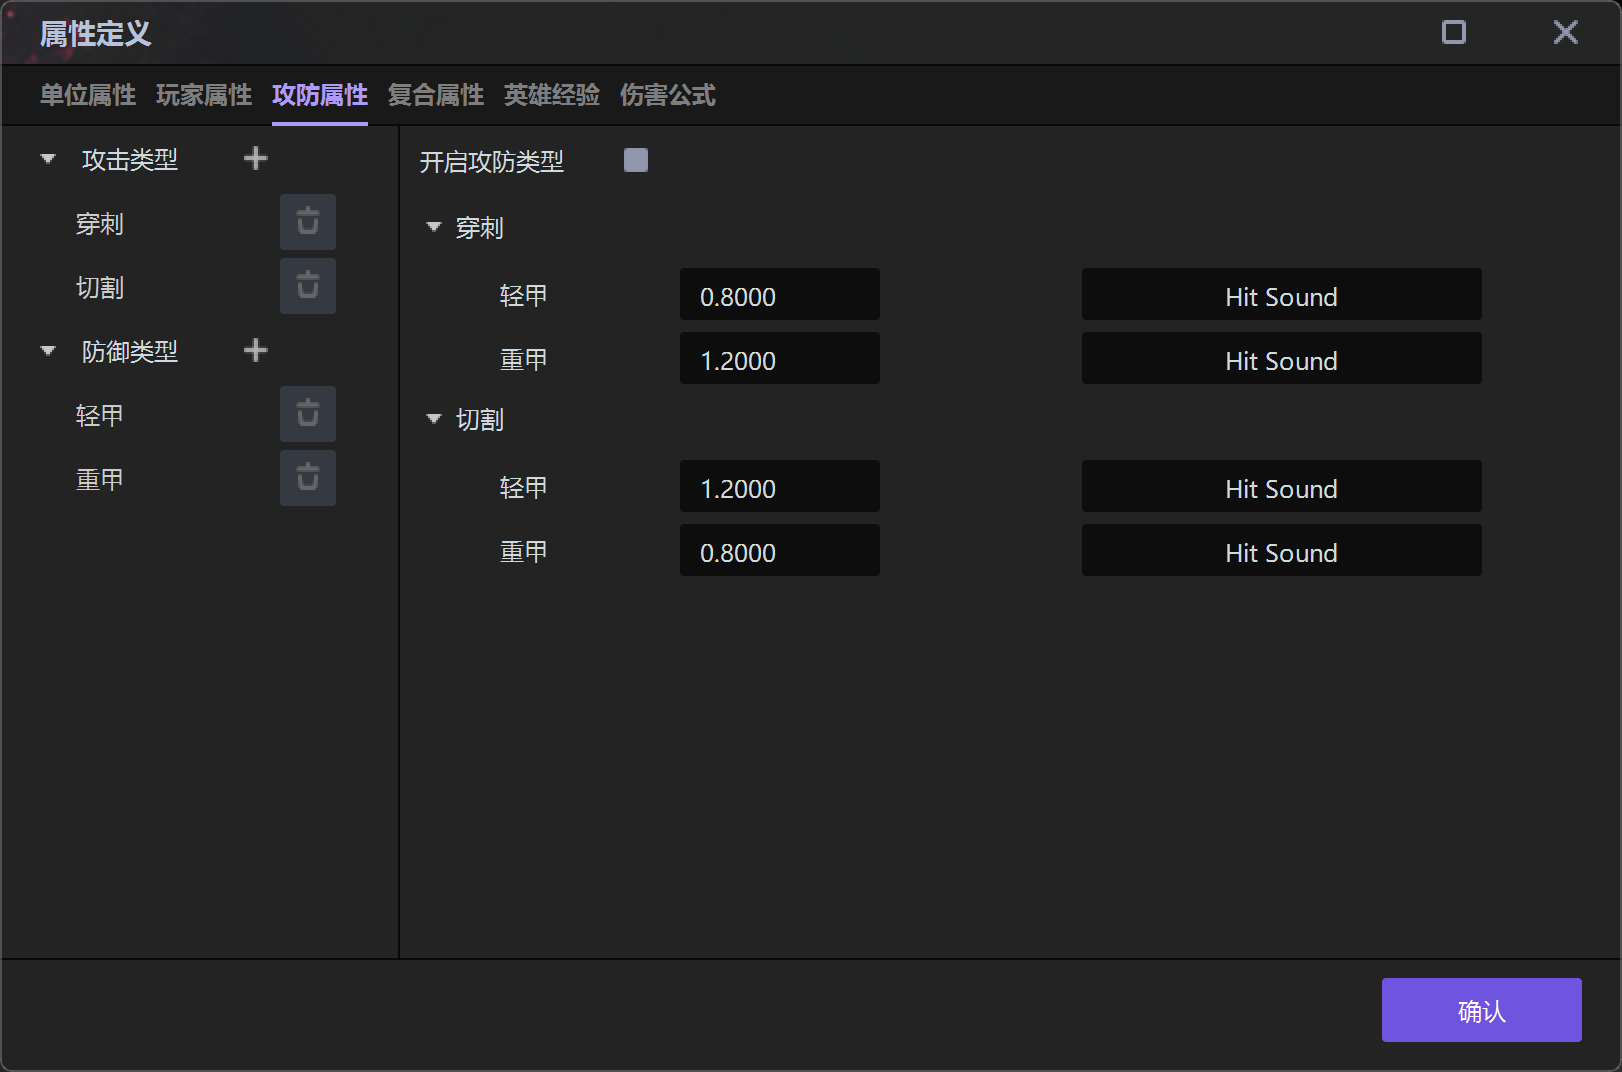 属性定义
单位属性 玩家属性 攻防属性 复合属性 英雄经验 伤害公式
攻击类型
穿刺
切割
防御类型
轻甲
重甲
开启攻防类型
穿刺
轻甲 0.8000 Hit Sound
重甲 1.2000 Hit Sound
切割
轻甲 1.2000 Hit Sound
重甲 0.8000 Hit Sound
确认